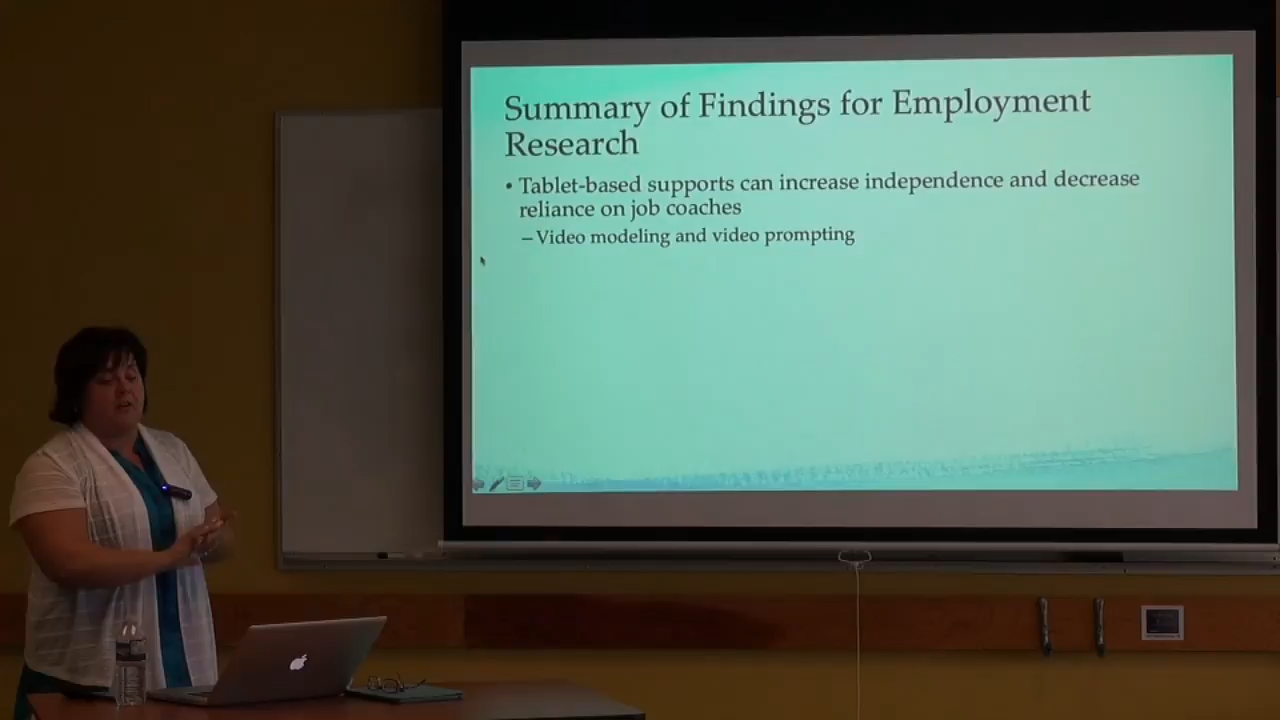 Summary of Findings for Employment
Research
• Tablet-based supports can increase independence and decrease
reliance on job coaches
– Video modeling and video prompting